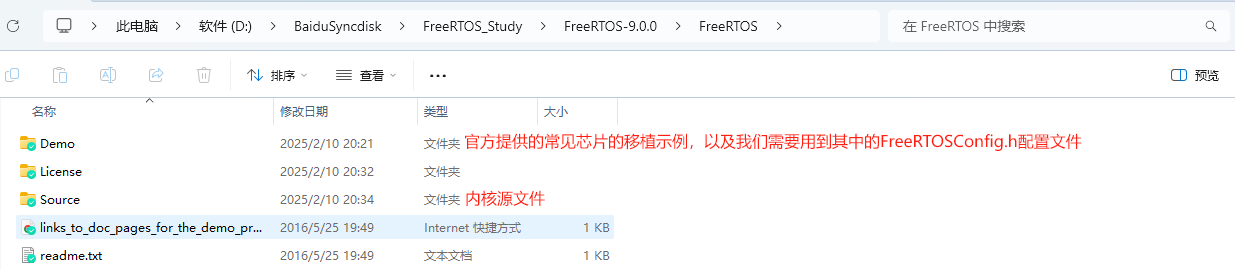 此电脑 > 软件 (D:) > BaiduSyncdisk > FreeRTOS_Study > FreeRTOS-9.0.0 > FreeRTOS > 在 FreeRTOS 中搜索
排序 查看 ••• 预览
名称 修改日期 类型 大小
Demo 2025/2/10 20:21 文件夹 官方提供的常见芯片的移植示例，以及我们需要用到其中的FreeRTOSConfig.h配置文件
License 2025/2/10 20:32 文件夹
Source 2025/2/10 20:34 文件夹 内核源文件
links_to_doc_pages_for_the_demo_pr... 2016/5/25 19:49 Internet 快捷方式 1 KB
readme.txt 2016/5/25 19:49 文本文档 1 KB